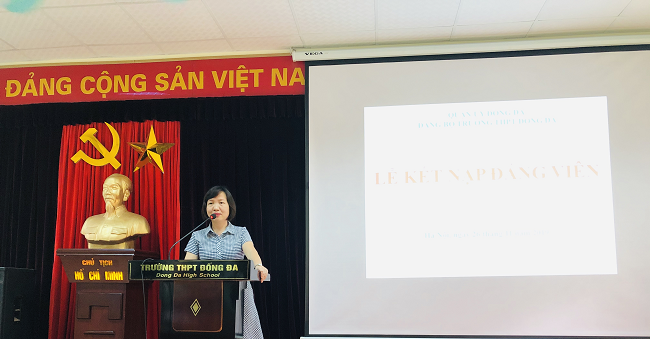 ĐẢNG CỘNG SẢN VIỆT NA
VEGA
LỄ KẾT NẠP ĐẢNG VIÊN
CHỦ TỊCH
HỒ CHÍ MINH
TRƯỜNG THPT ĐỐNG ĐA
Dong Da High School